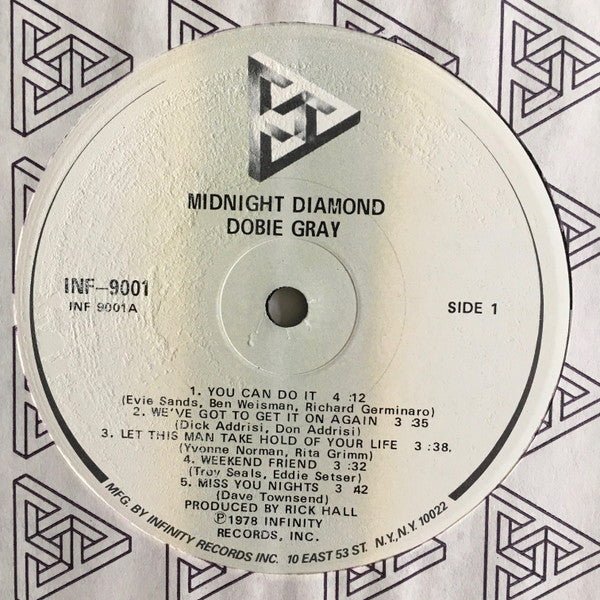 MIDNIGHT DIAMOND
DOBIE GRAY
INF-9001
INF 9001A
SIDE 1
1. YOU CAN DO IT 4 :12
(Evie Sands, Ben Weisman, Richard Germinaro)
2. WE'VE GOT TO GET IT ON AGAIN 3 :35
(Dick Addrisi, Don Addrisi)
3. LET THIS MAN TAKE HOLD OF YOUR LIFE 3 :38.
(Yvonne Norman, Rita Grimm)
4. WEEKEND FRIEND 3 :32
(Troy Seals, Eddie Setser)
5. MISS YOU NIGHTS 3 :42
(Dave Townsend)
PRODUCED BY RICK HALL
Ⓟ1978 INFINITY
RECORDS, INC.
MFG. BY INFINITY RECORDS INC. 10 EAST 53 ST. N.Y., N.Y. 10022